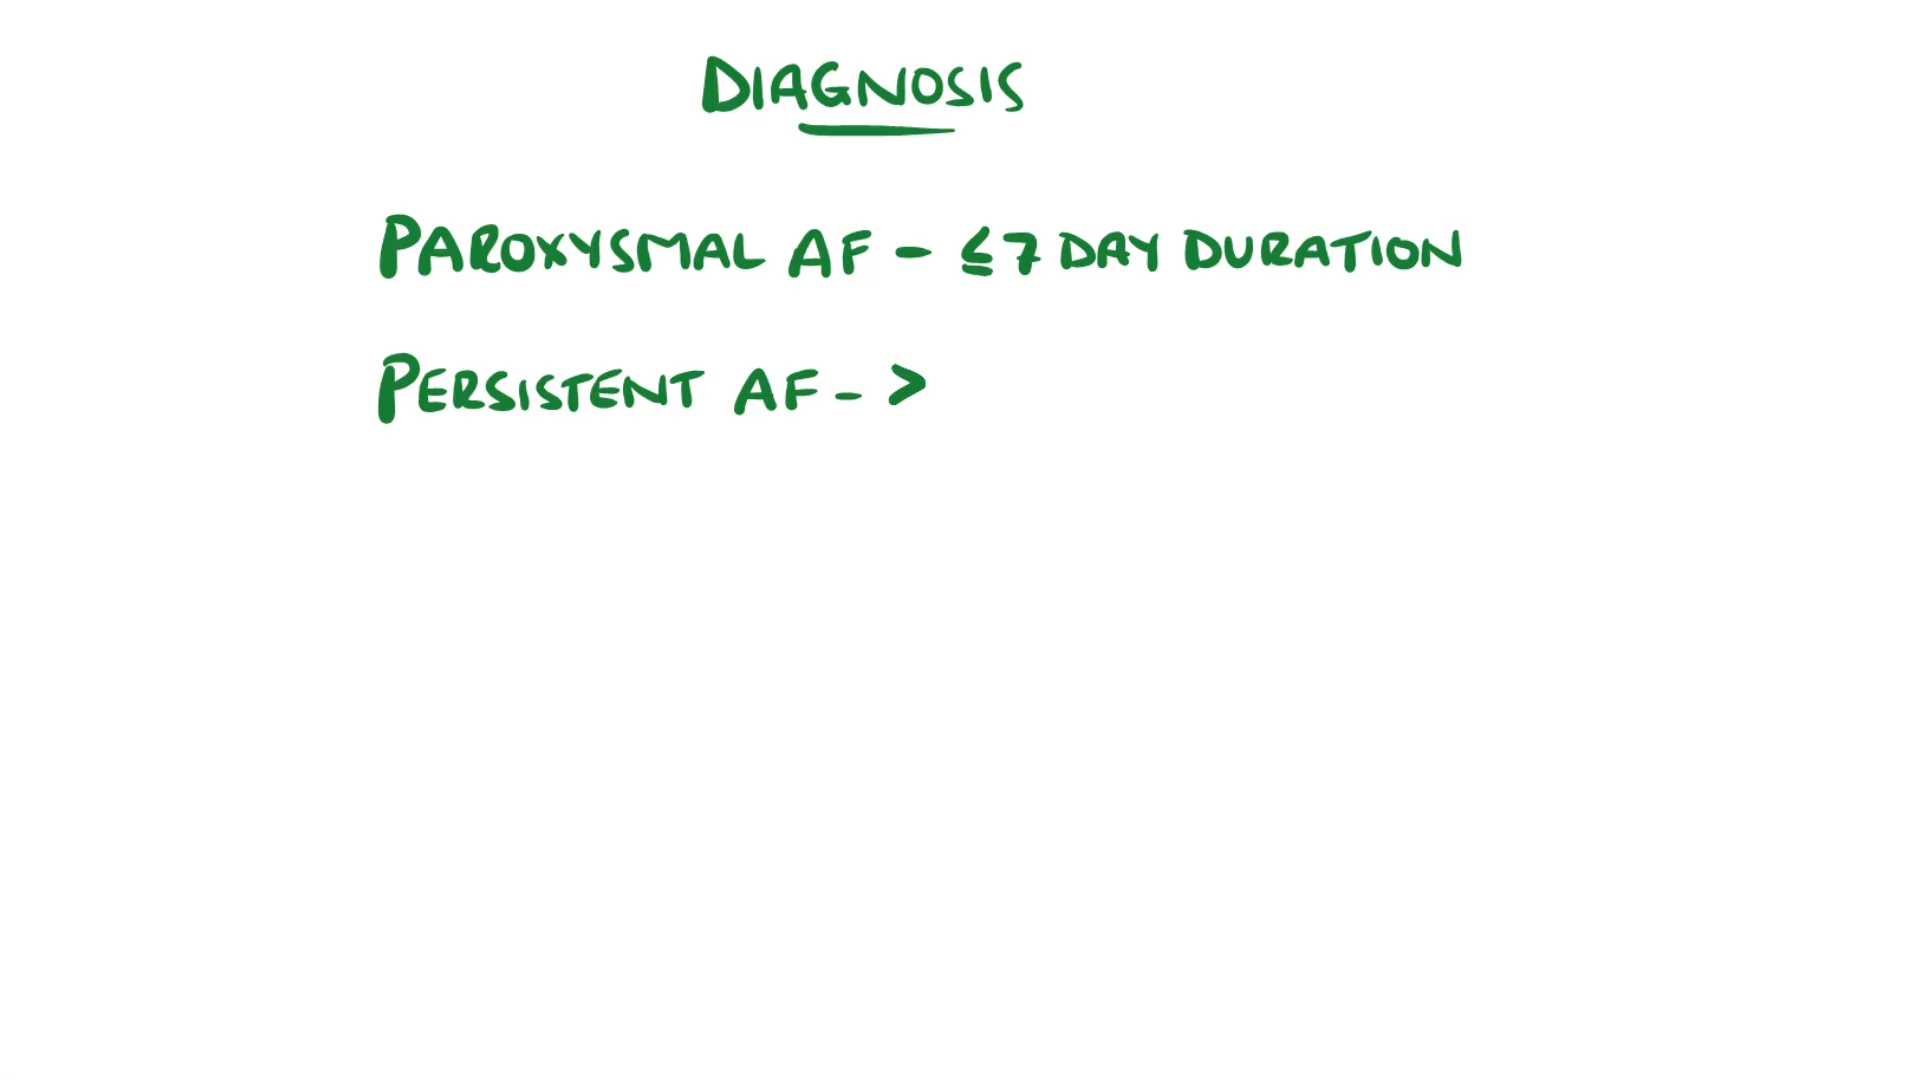 DIAGNOSIS
PAROXYSMAL AF - ≤7 DAY DURATION
PERSISTENT AF - >